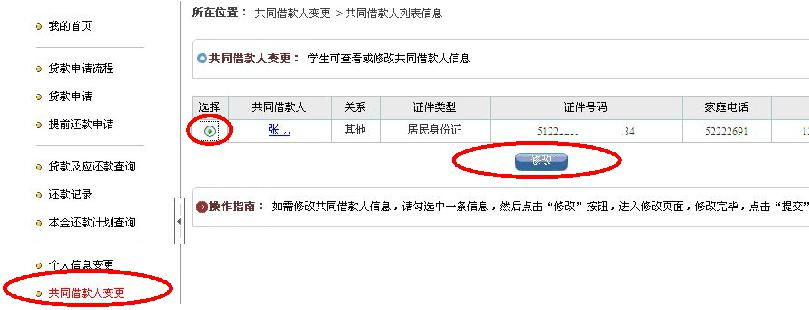 我的首页
贷款申请流程
贷款申请
提前还款申请
贷款及应还款查询
还款记录
本金还款计划查询
个人信息变更
共同借款人变更
所在位置： 共同借款人变更 >共同借款人列表信息
共同借款人变更： 学生可查看或修改共同借款人信息
选择 共同借款人 关系 证件类型 证件号码 家庭电话
张 其他 居民身份证 51222 34 52222691
修改
操作指南： 如需修改共同借款人信息，请勾选中一条信息，然后点击“修改”按钮，进入修改页面，修改完毕，点击“提交”